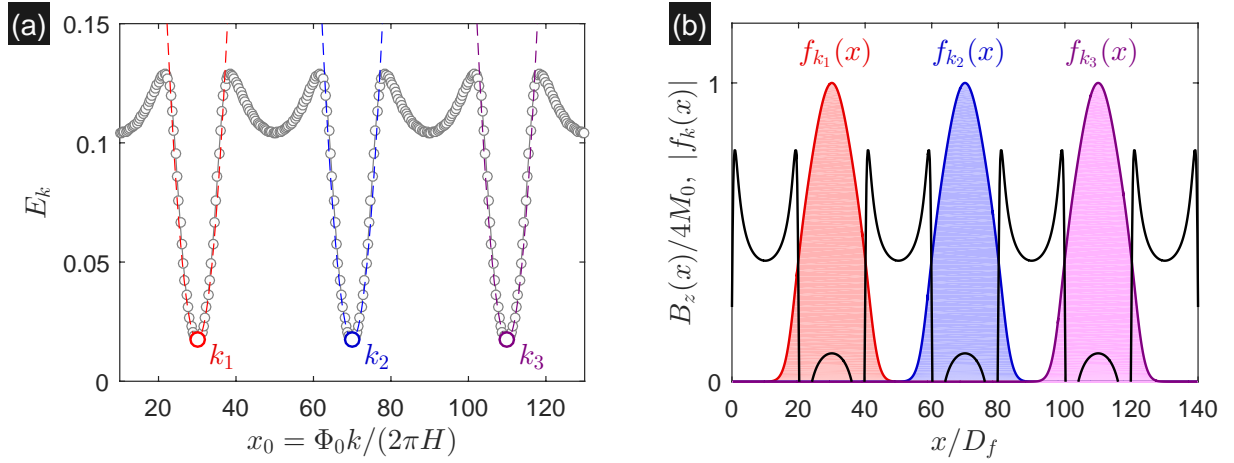 (a)
0.15
0.1
0.05
0
E_k
k_1
k_2
k_3
20
40
60
80
100
120
x_0 = Φ_0k/(2πH)
(b)
f_{k_1}(x)
f_{k_2}(x)
f_{k_3}(x)
1
0
B_z(x)/4M_0, |f_k(x)|
0
20
40
60
80
100
120
140
x/D_f